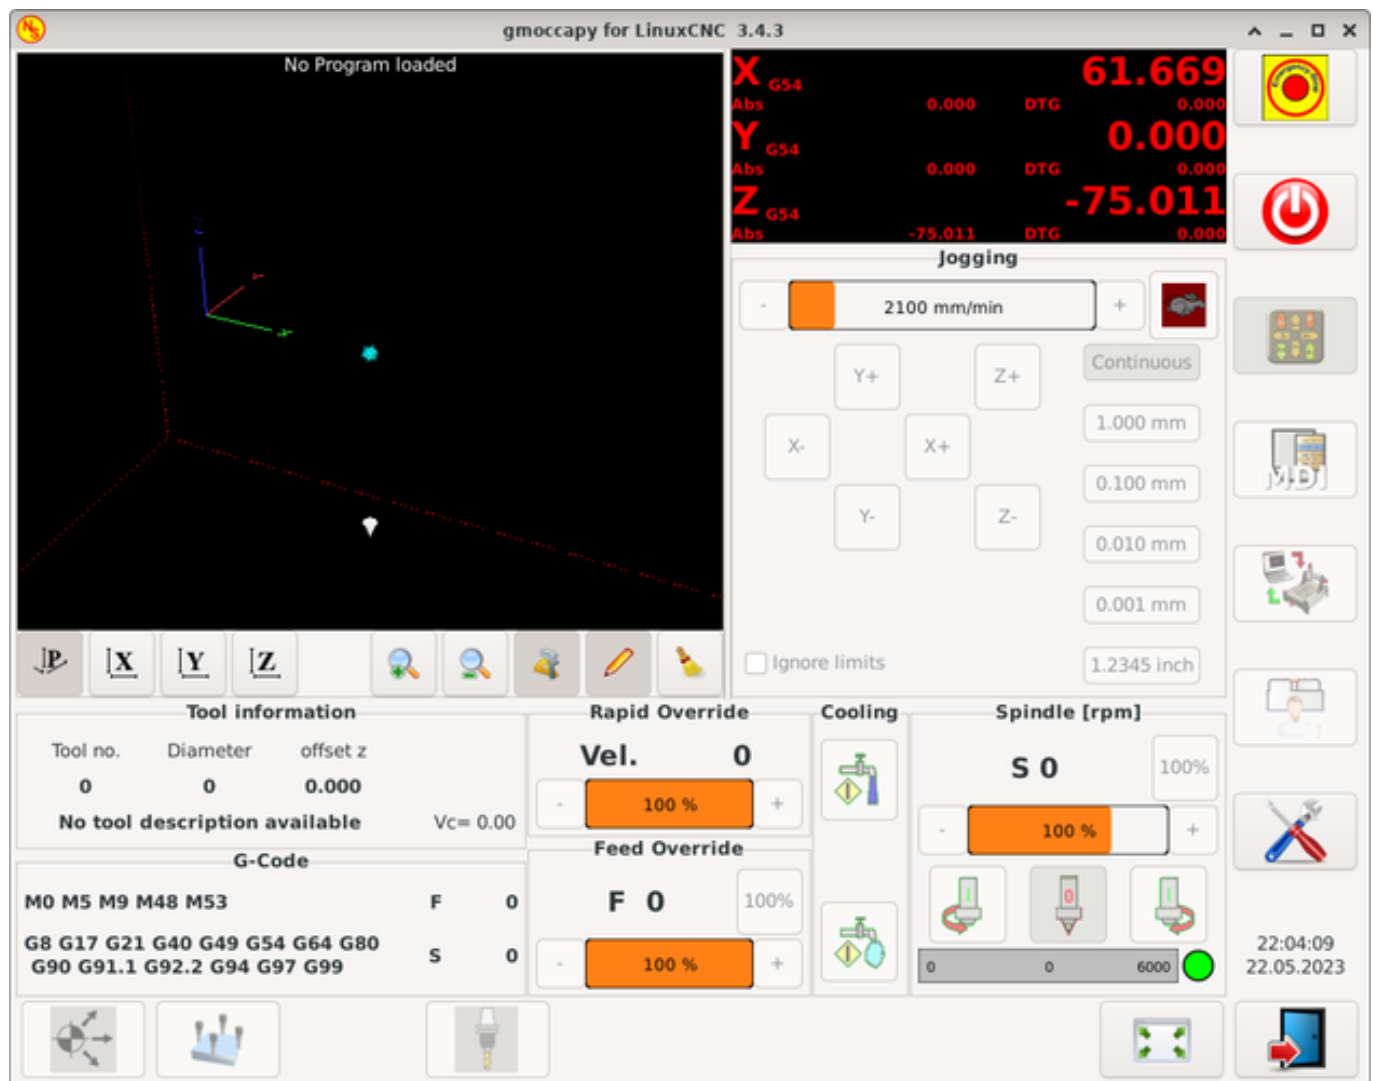 gmoccapy for LinuxCNC 3.4.3
No Program loaded
X G54 61.669
Abs 0.000 DTG 0.000
Y G54 0.000
Abs 0.000 DTG 0.000
Z G54 -75.011
Abs -75.011 DTG 0.000
Jogging
- 2100 mm/min +
Y+ Z+ Continuous
1.000 mm
X- X+
0.100 mm
Y- Z-
0.010 mm
0.001 mm
Ignore limits 1.2345 inch
MDI
P X Y Z
Tool information
Tool no. Diameter offset z
0 0 0.000
No tool description available Vc= 0.00
G-Code
M0 M5 M9 M48 M53 F 0
G8 G17 G21 G40 G49 G54 G64 G80
G90 G91.1 G92.2 G94 G97 G99 S 0
Rapid Override
Vel. 0
- 100 % +
Feed Override
F 0 100%
- 100 % +
Cooling
Spindle [rpm]
S 0 100%
- 100 % +
0 0 6000
22:04:09
22.05.2023